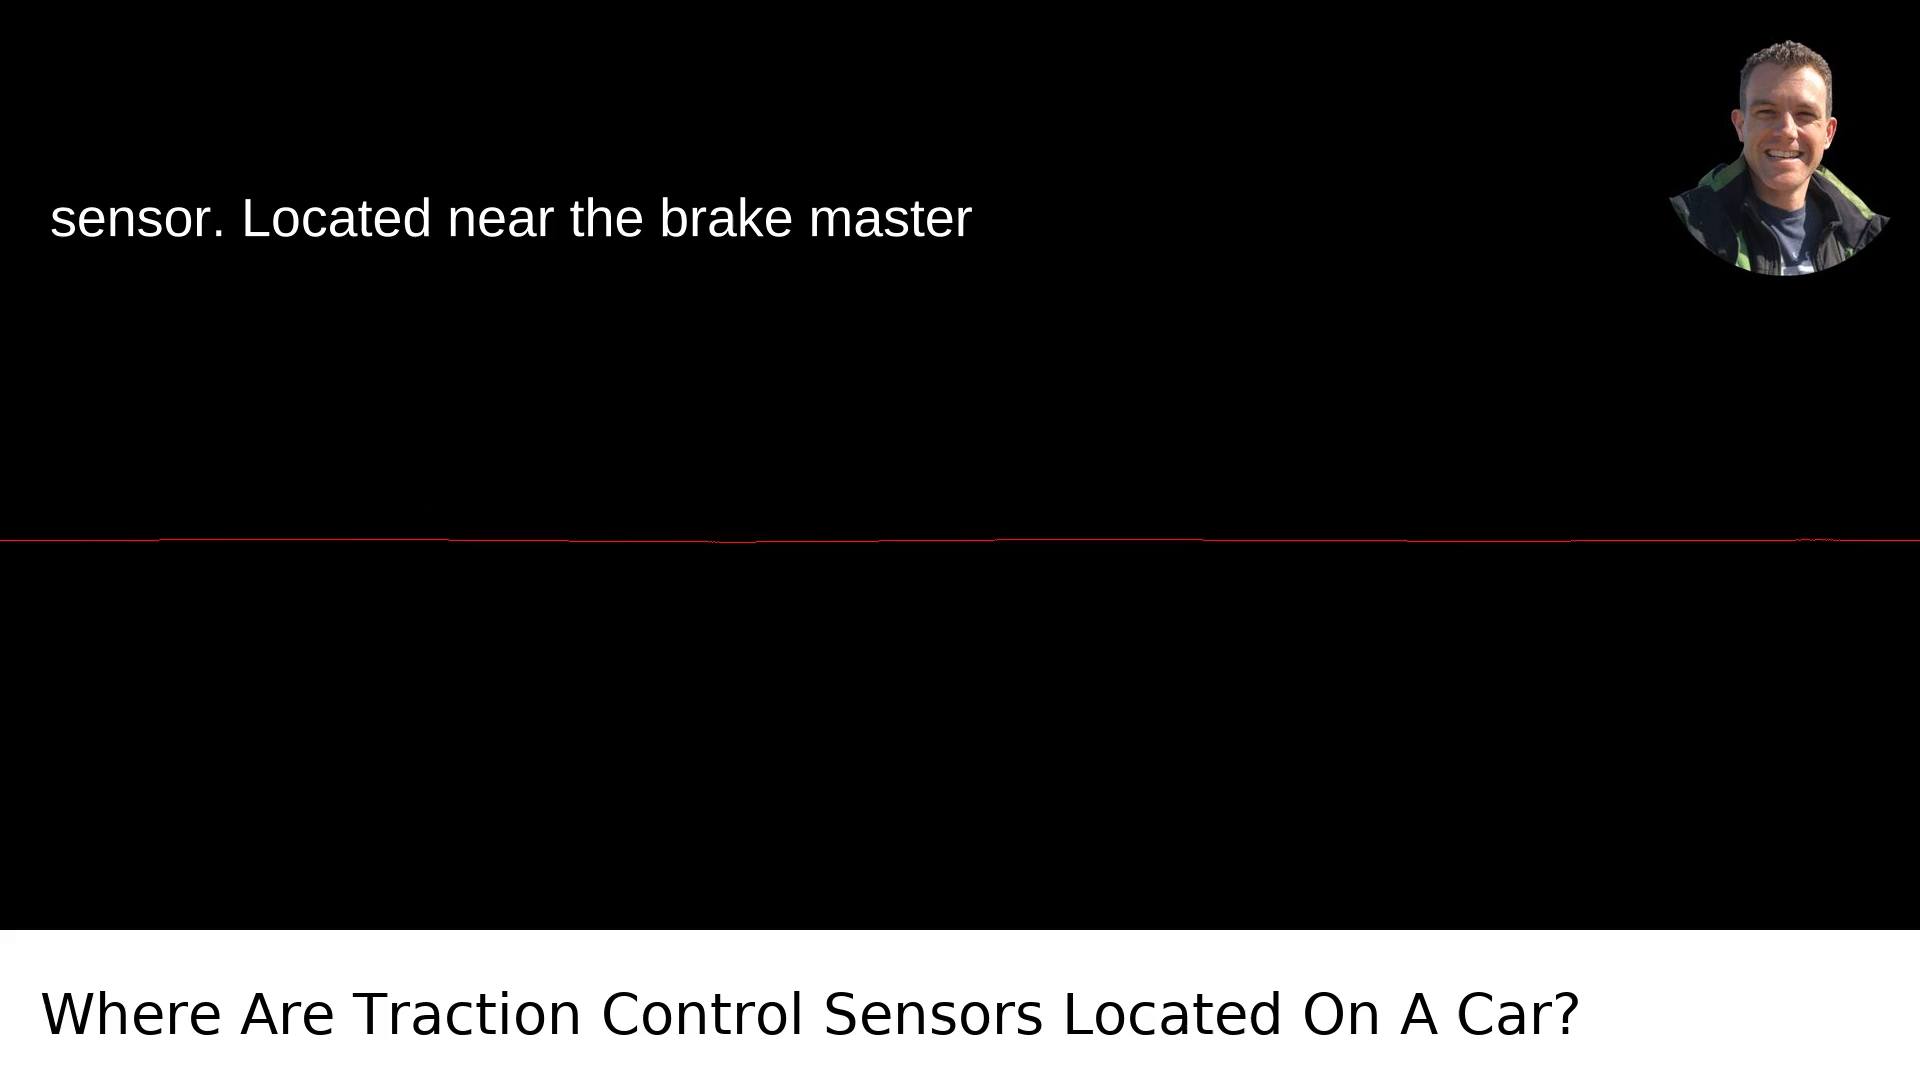 sensor. Located near the brake master
Where Are Traction Control Sensors Located On A Car?